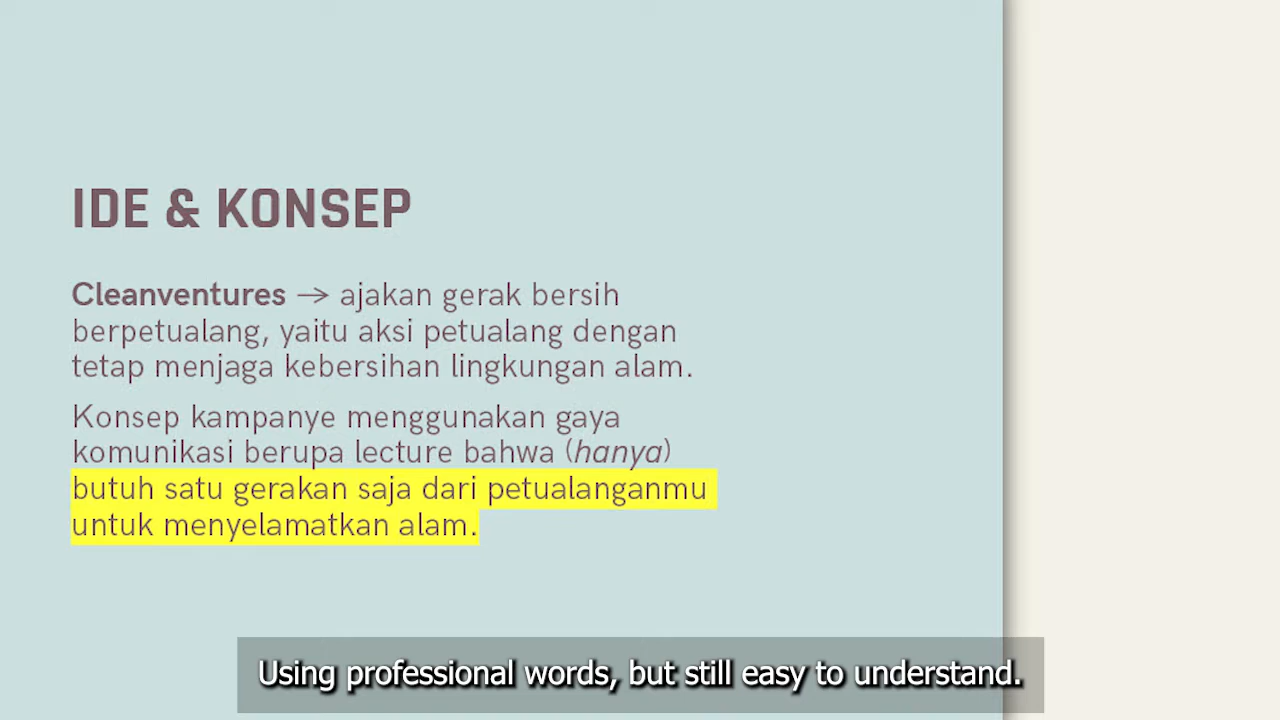 IDE & KONSEP
Cleanventures → ajakan gerak bersih
berpetualang, yaitu aksi petualang dengan
tetap menjaga kebersihan lingkungan alam.
Konsep kampanye menggunakan gaya
komunikasi berupa lecture bahwa (hanya)
butuh satu gerakan saja dari petualanganmu
untuk menyelamatkan alam.
Using professional words, but still easy to understand.